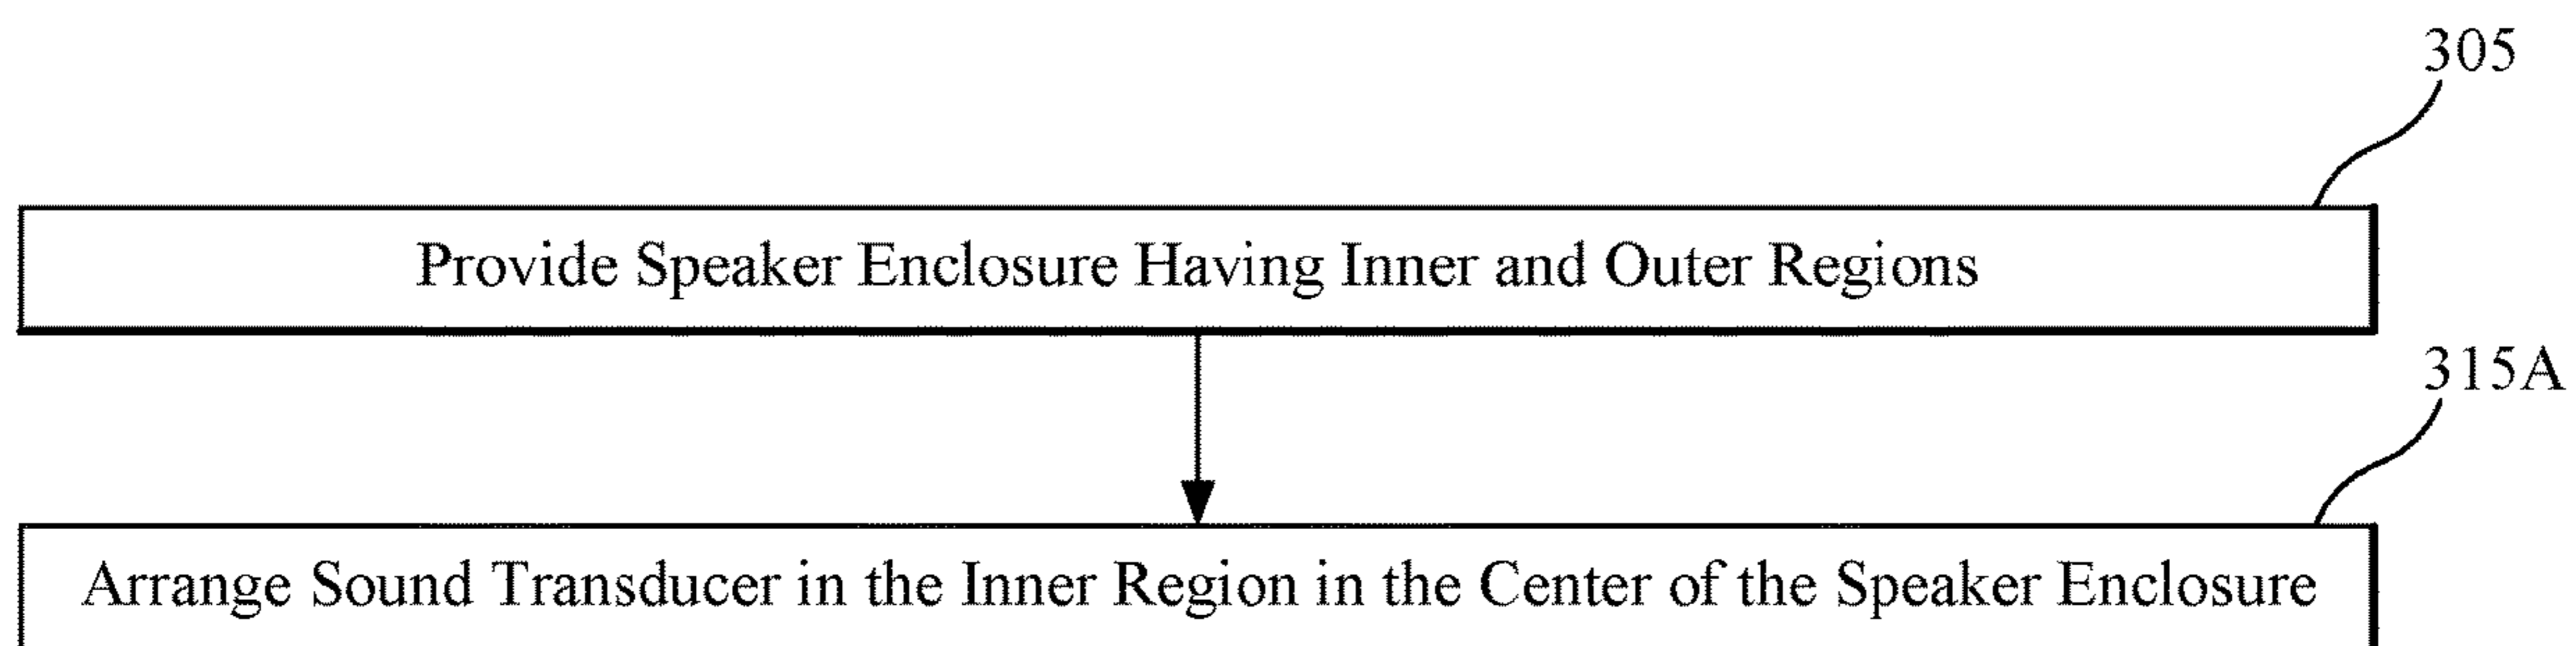 305
Provide Speaker Enclosure Having Inner and Outer Regions
315A
Arrange Sound Transducer in the Inner Region in the Center of the Speaker Enclosure